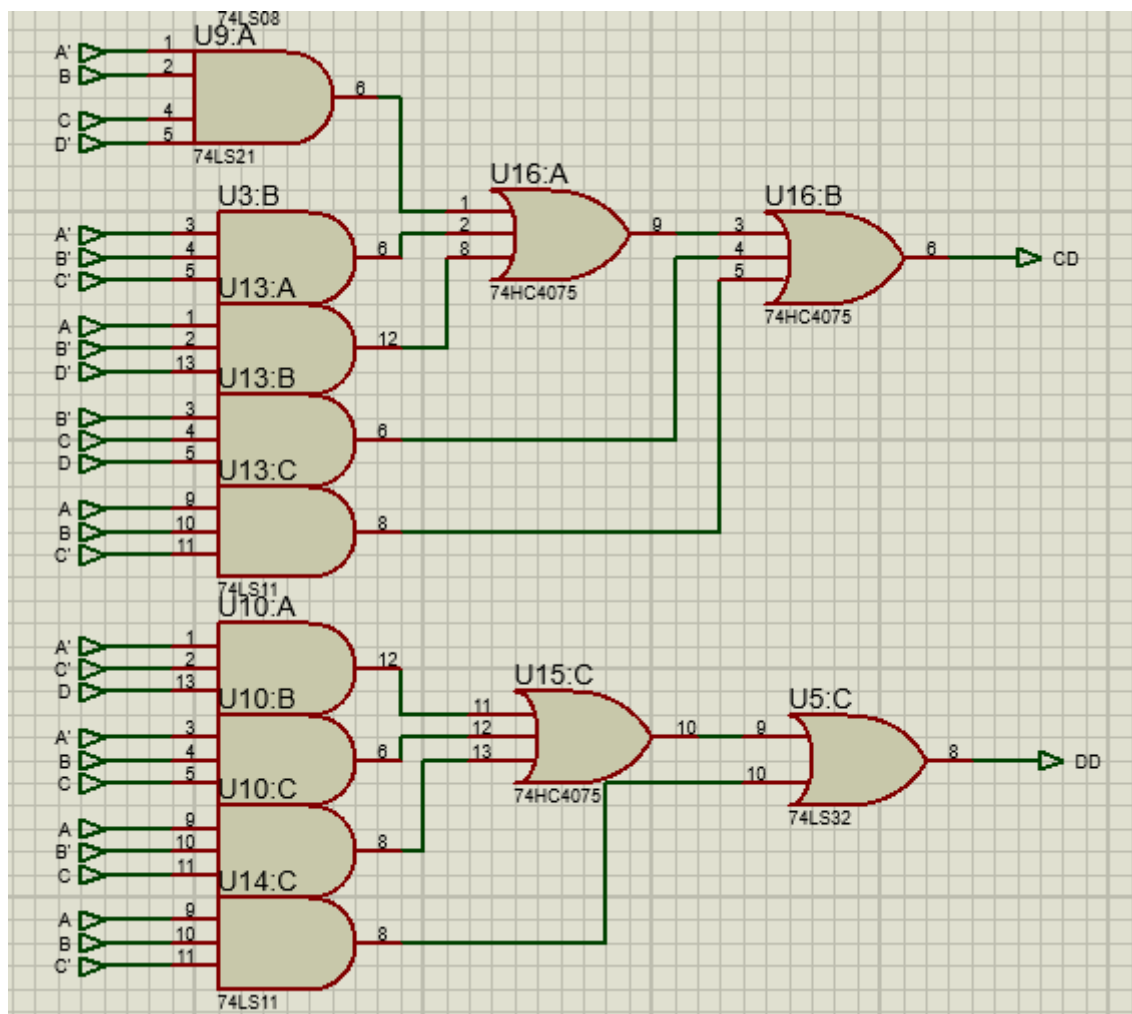 74LS08
U9:A
A' 1
B 2
6
C 4
D' 5
74LS21
U16:A
U3:B
U16:B
1
A' 3
2
9
3
B' 4
6
8
4
6
CD
C' 5
5
U13:A
74HC4075
74HC4075
A 1
B' 2
12
D' 13
U13:B
B' 3
C 4
6
D 5
U13:C
A 9
B 10
8
C' 11
74LS11
U10:A
A' 1
C' 2
12
U15:C
D 13
U10:B
U5:C
11
A' 3
12
10
9
B 4
6
13
8
DD
C 5
10
U10:C
74HC4075
74LS32
A 9
B' 10
8
C 11
U14:C
A 9
B 10
8
C' 11
74LS11